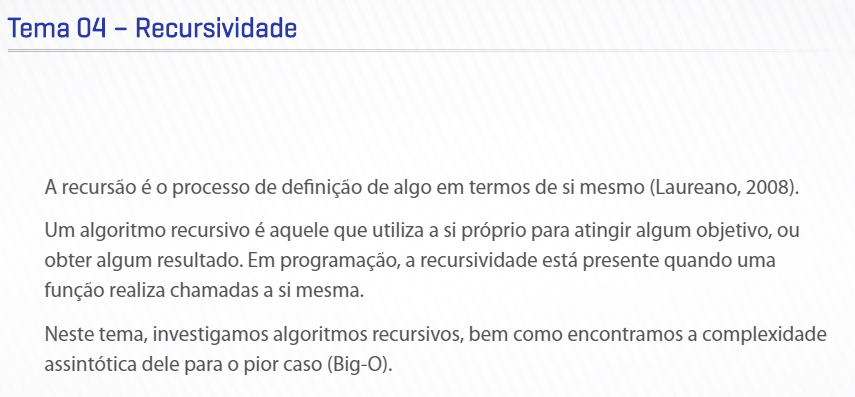 Tema 04 – Recursividade
A recursão é o processo de definição de algo em termos de si mesmo (Laureano, 2008).
Um algoritmo recursivo é aquele que utiliza a si próprio para atingir algum objetivo, ou
obter algum resultado. Em programação, a recursividade está presente quando uma
função realiza chamadas a si mesma.
Neste tema, investigamos algoritmos recursivos, bem como encontramos a complexidade
assintótica dele para o pior caso (Big-O).